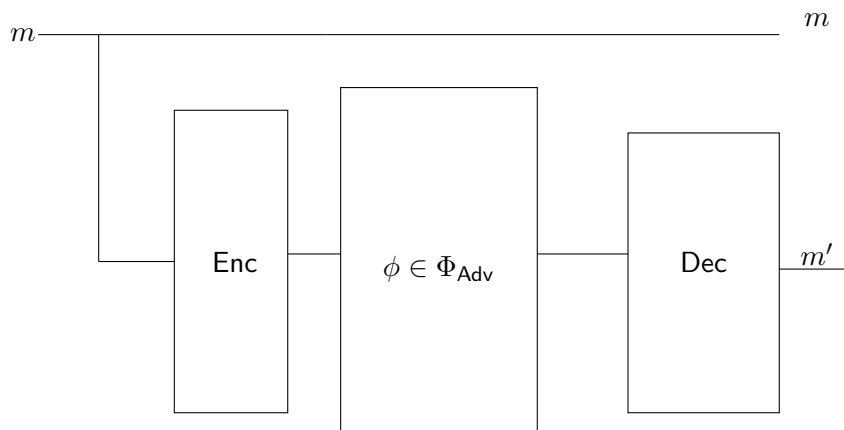 m
m
Enc
ϕ ∈ Φ_Adv
Dec
m′